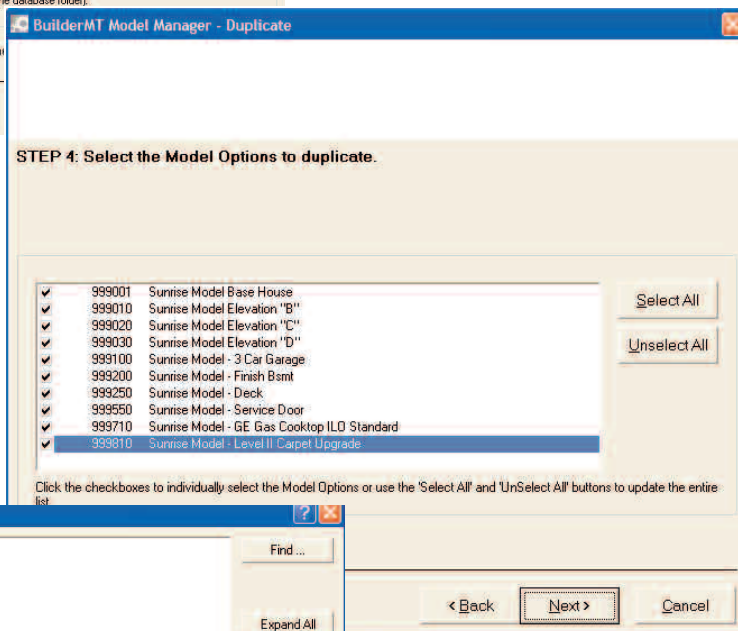 the database folder].
BuilderMT Model Manager - Duplicate
STEP 4: Select the Model Options to duplicate.
999001 Sunrise Model Base House
999010 Sunrise Model Elevation "B"
999020 Sunrise Model Elevation "C"
999030 Sunrise Model Elevation "D"
999100 Sunrise Model - 3 Car Garage
999200 Sunrise Model - Finish Bsmt
999250 Sunrise Model - Deck
999550 Sunrise Model - Service Door
999710 Sunrise Model - GE Gas Cooktop ILO Standard
999810 Sunrise Model - Level II Carpet Upgrade
Select All
Unselect All
Click the checkboxes to individually select the Model Options or use the 'Select All' and 'UnSelect All' buttons to update the entire
list
Find ...
Expand All
< Back
Next >
Cancel